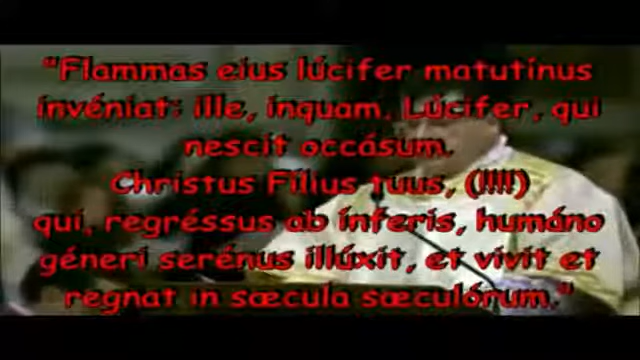 "Flammas eius lúcifer matutínus
invéniat: ille, inquam, Lúcifer, qui
nescit occásum.
Christus Fílius tuus, (!!!!)
qui, regréssus ab ínferis, humáno
géneri serénus illúxit, et vivit et
regnat in sæcula sæculórum."